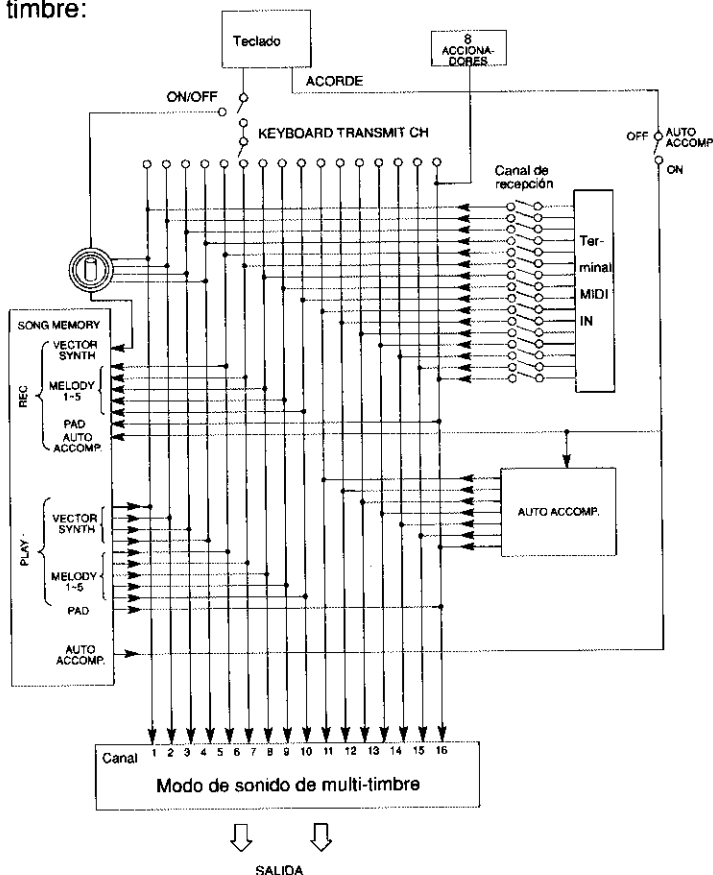 timbre:
Teclado
8
ACCIONA-
DORES
ACORDE
ON/OFF
KEYBOARD TRANSMIT CH
OFF
AUTO
ACCOMP
ON
Canal de
recepción
Ter-
minal
MIDI
IN
SONG MEMORY
REC
VECTOR
SYNTH
MELODY
1~5
PAD
AUTO
ACCOMP.
AUTO ACCOMP.
PLAY
VECTOR
SYNTH
MELODY
1~5
PAD
AUTO
ACCOMP.
Canal 1 2 3 4 5 6 7 8 9 10 11 12 13 14 15 16
Modo de sonido de multi-timbre
SALIDA